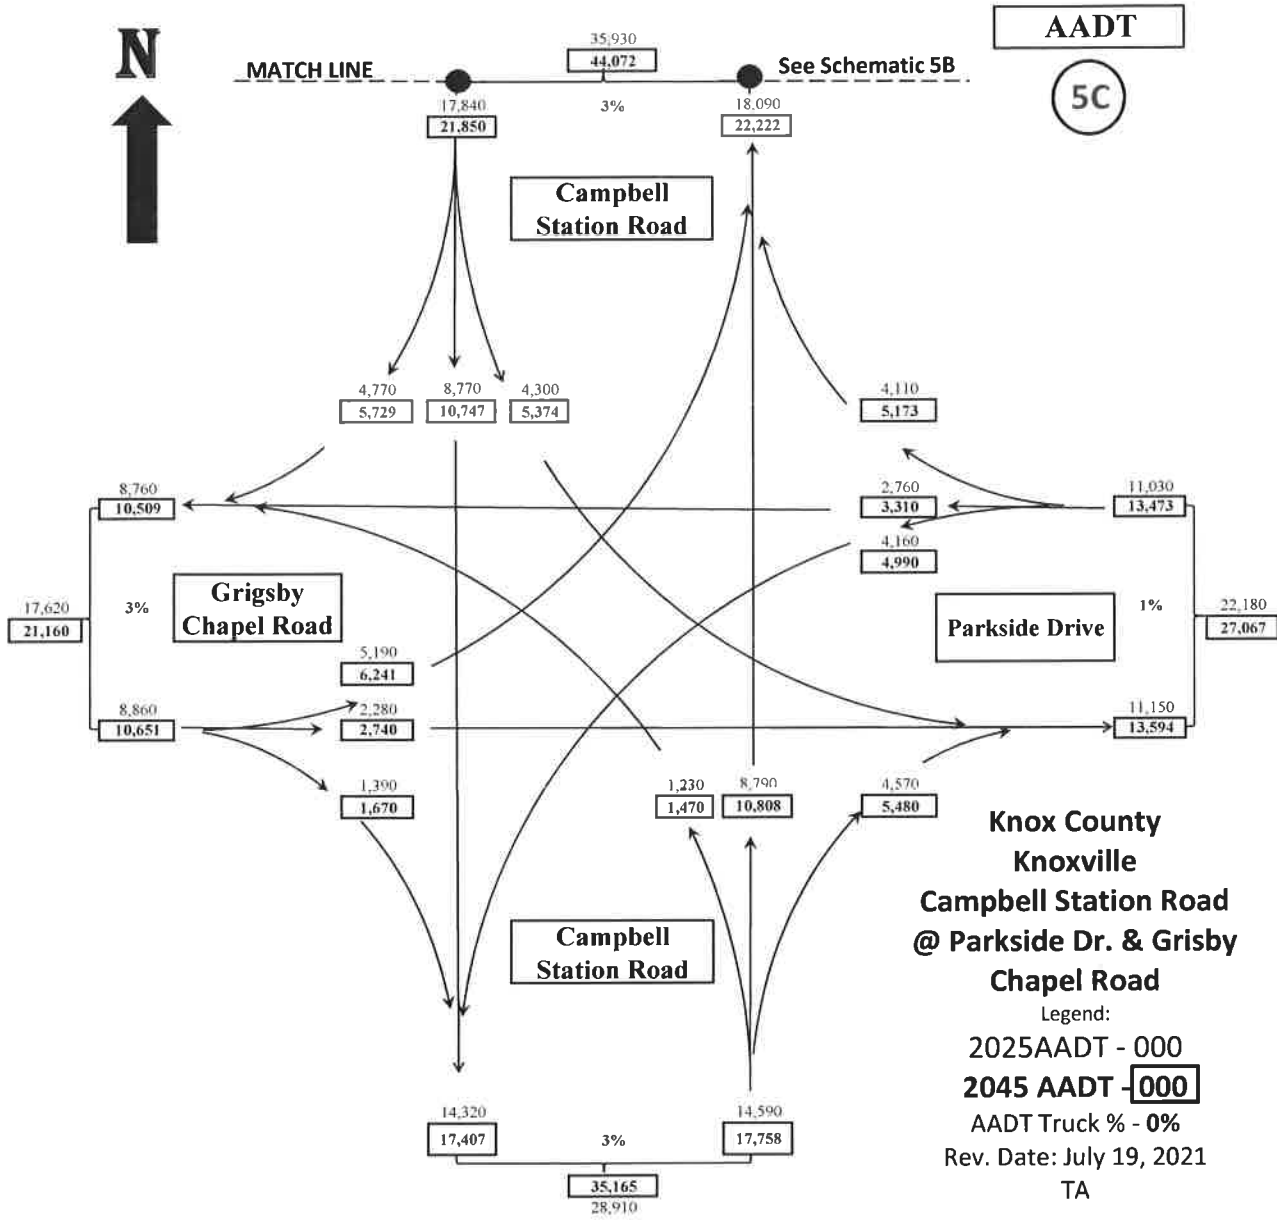 AADT
5C
N
MATCH LINE
35,930
44,072
See Schematic 5B
17,840
21,850
3%
18,090
22,222
Campbell
Station Road
4,770
5,729
8,770
10,747
4,300
5,374
4,110
5,173
8,760
10,509
2,760
3,310
11,030
13,473
4,160
4,990
17,620
21,160
3%
Grigsby
Chapel Road
Parkside Drive
1%
22,180
27,067
5,190
6,241
8,860
10,651
2,280
2,740
11,150
13,594
1,390
1,670
1,230
1,470
8,790
10,808
4,570
5,480
Campbell
Station Road
14,320
17,407
3%
14,590
17,758
35,165
28,910
Knox County
Knoxville
Campbell Station Road
@ Parkside Dr. & Grisby
Chapel Road
Legend:
2025AADT - 000
2045 AADT - 000
AADT Truck % - 0%
Rev. Date: July 19, 2021
TA